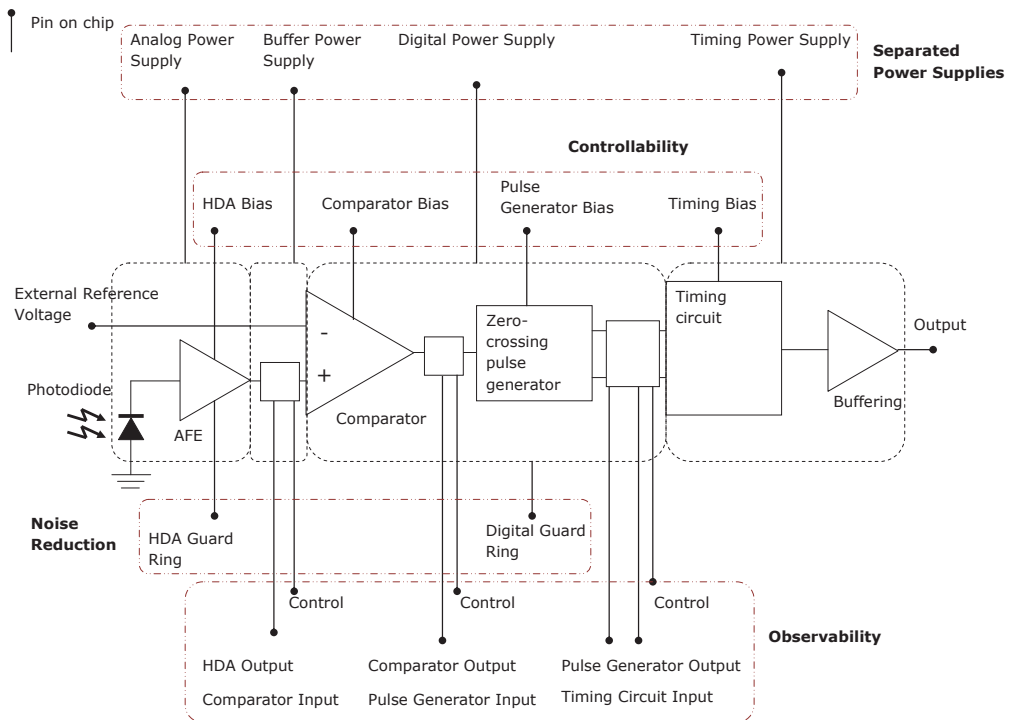 Pin on chip
Analog Power
Supply
Buffer Power
Supply
Digital Power Supply
Timing Power Supply
Separated
Power Supplies
Controllability
HDA Bias
Comparator Bias
Pulse
Generator Bias
Timing Bias
External Reference
Voltage
-
+
Zero-
crossing
pulse
generator
Timing
circuit
Output
Photodiode
AFE
Comparator
Buffering
Noise
Reduction
HDA Guard
Ring
Digital Guard
Ring
Control
Control
Control
Observability
HDA Output
Comparator Input
Comparator Output
Pulse Generator Input
Pulse Generator Output
Timing Circuit Input